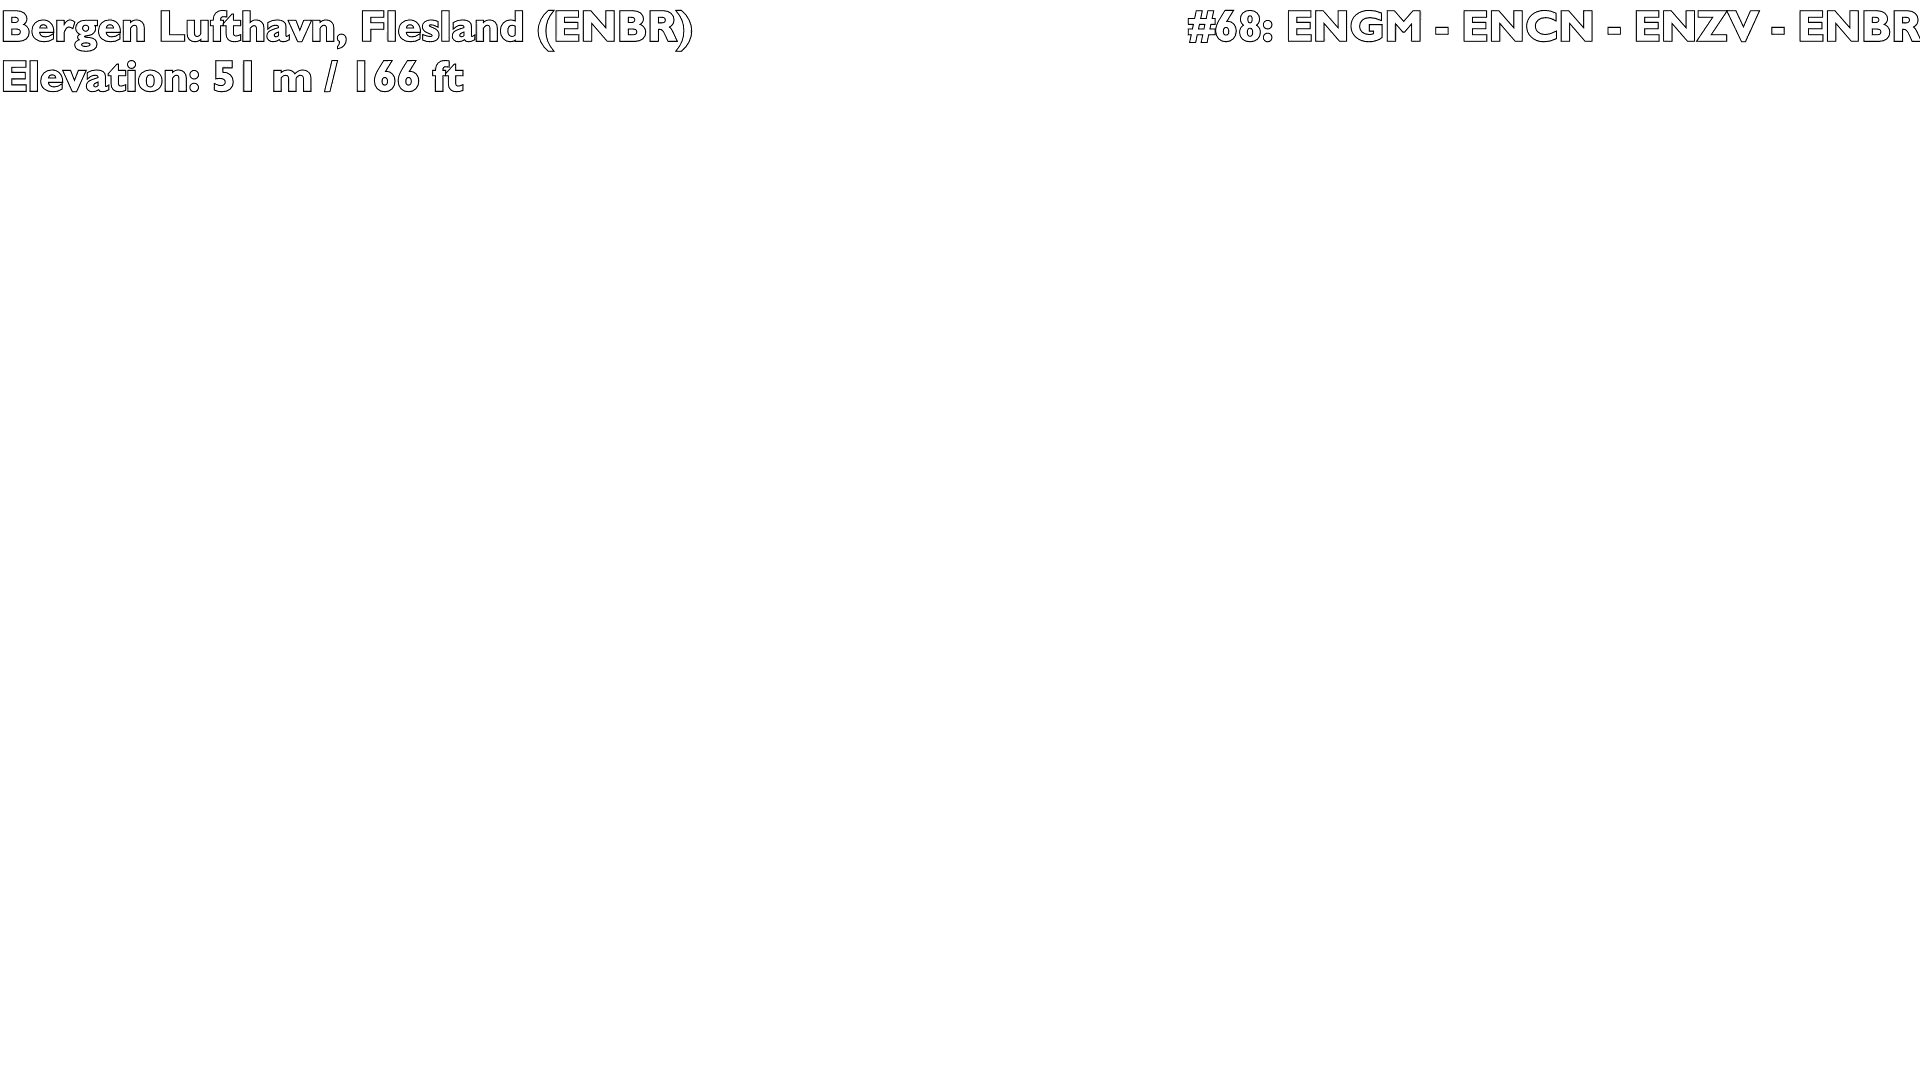 Bergen Lufthavn, Flesland (ENBR)
#68: ENGM - ENCN - ENZV - ENBR
Elevation: 51 m / 166 ft